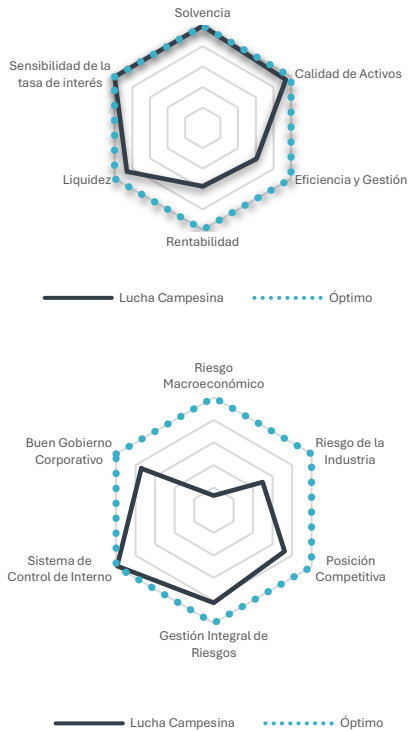 Solvencia
Sensibilidad de la
tasa de interés
Calidad de Activos
Liquidez
Eficiencia y Gestión
Rentabilidad
Lucha Campesina
Óptimo
Riesgo
Macroeconómico
Buen Gobierno
Corporativo
Riesgo de la
Industria
Sistema de
Control de Interno
Posición
Competitiva
Gestión Integral de
Riesgos
Lucha Campesina
Óptimo